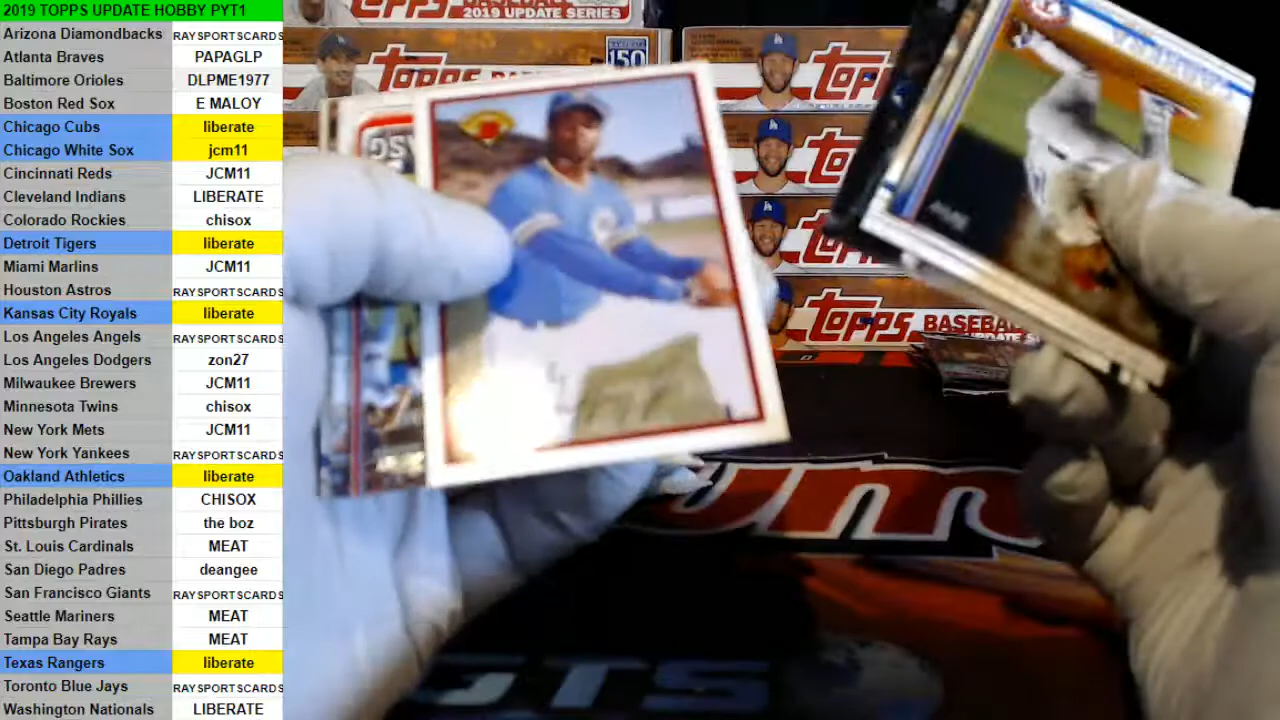 2019 TOPPS UPDATE HOBBY PYT1
Arizona Diamondbacks RAYSPORTSCARDS
Atlanta Braves PAPAGLP
Baltimore Orioles DLPME1977
Boston Red Sox E MALOY
Chicago Cubs liberate
Chicago White Sox jcm11
Cincinnati Reds JCM11
Cleveland Indians LIBERATE
Colorado Rockies chisox
Detroit Tigers liberate
Miami Marlins JCM11
Houston Astros RAYSPORTSCARDS
Kansas City Royals liberate
Los Angeles Angels RAYSPORTSCARDS
Los Angeles Dodgers zon27
Milwaukee Brewers JCM11
Minnesota Twins chisox
New York Mets JCM11
New York Yankees RAYSPORTSCARDS
Oakland Athletics liberate
Philadelphia Phillies CHISOX
Pittsburgh Pirates the boz
St. Louis Cardinals MEAT
San Diego Padres deangee
San Francisco Giants RAYSPORTSCARDS
Seattle Mariners MEAT
Tampa Bay Rays MEAT
Texas Rangers liberate
Toronto Blue Jays RAYSPORTSCARDS
Washington Nationals LIBERATE
2019 UPDATE SERIES
Topps
150
Topps BASEBALL
GTS